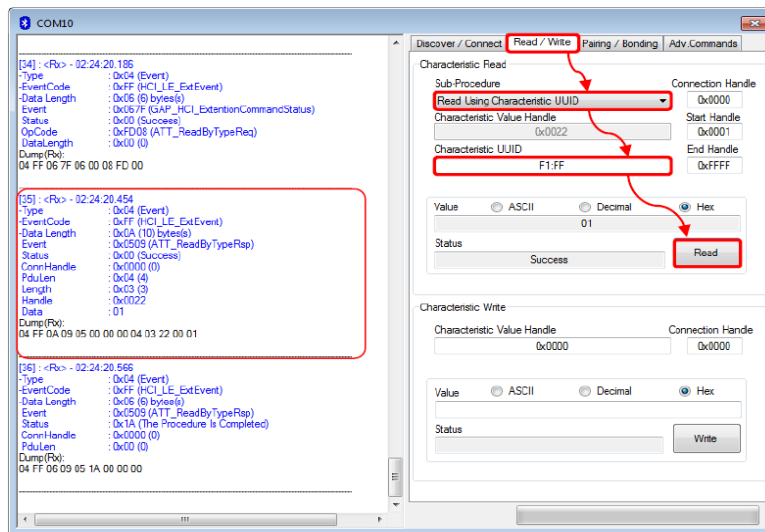 COM10
[34] : <Rx> - 02:24:20.186
-Type : 0x04 (Event)
-EventCode : 0xFF (HCI_LE_ExtEvent)
-Data Length : 0x06 (6) bytes(s)
Event : 0x067F (GAP_HCI_ExtentionCommandStatus)
Status : 0x00 (Success)
OpCode : 0xFD08 (ATT_ReadByTypeReq)
DataLength : 0x00 (0)
Dump(Rx):
04 FF 06 7F 06 00 08 FD 00
[35] : <Rx> - 02:24:20.454
-Type : 0x04 (Event)
-EventCode : 0xFF (HCI_LE_ExtEvent)
-Data Length : 0x0A (10) bytes(s)
Event : 0x0509 (ATT_ReadByTypeRsp)
Status : 0x00 (Success)
ConnHandle : 0x0000 (0)
PduLen : 0x04 (4)
Length : 0x03 (3)
Handle : 0x0022
Data : 01
Dump(Rx):
04 FF 0A 09 05 00 00 00 04 03 22 00 01
[36] : <Rx> - 02:24:20.566
-Type : 0x04 (Event)
-EventCode : 0xFF (HCI_LE_ExtEvent)
-Data Length : 0x06 (6) bytes(s)
Event : 0x0509 (ATT_ReadByTypeRsp)
Status : 0x1A (The Procedure Is Completed)
ConnHandle : 0x0000 (0)
PduLen : 0x00 (0)
Dump(Rx):
04 FF 06 09 05 1A 00 00 00
Discover / Connect Read / Write Pairing / Bonding Adv.Commands
Characteristic Read
Sub-Procedure Connection Handle
Read Using Characteristic UUID 0x0000
Characteristic Value Handle Start Handle
0x0022 0x0001
Characteristic UUID End Handle
F1:FF 0xFFFF
Value ASCII Decimal Hex
01
Status
Success Read
Characteristic Write
Characteristic Value Handle Connection Handle
0x0000 0x0000
Value ASCII Decimal Hex
Status
Write